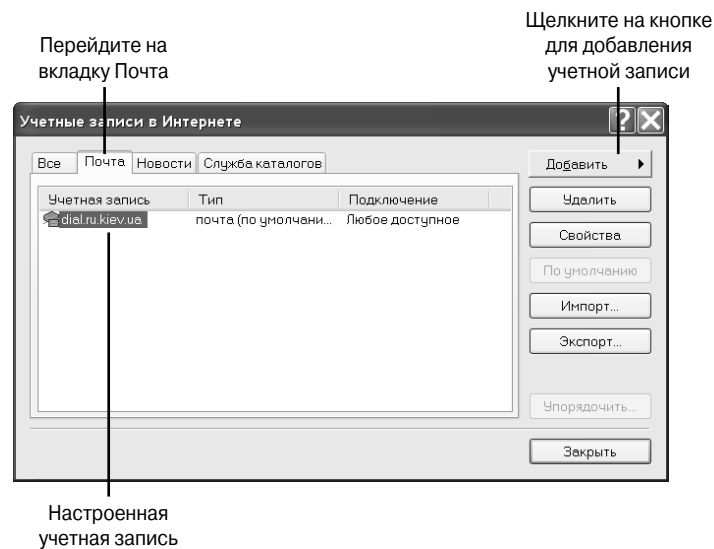 Щелкните на кнопке
для добавления
учетной записи
Перейдите на
вкладку Почта
Учетные записи в Интернете
Все Почта Новости Служба каталогов
Добавить
Учетная запись Тип Подключение
Удалить
dial.ru.kiev.ua почта (по умолчани... Любое доступное
Свойства
По умолчанию
Импорт...
Экспорт...
Упорядочить...
Закрыть
Настроенная
учетная запись